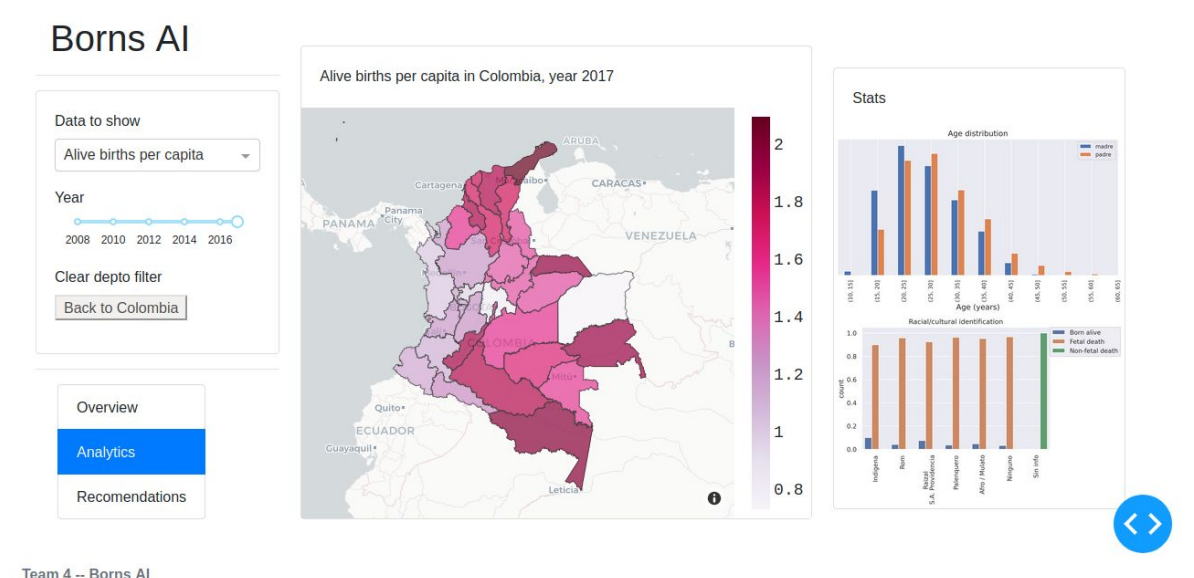 Borns AI
Data to show
Alive births per capita
Year
2008 2010 2012 2014 2016
Clear depto filter
Back to Colombia
Overview
Analytics
Recomendations
Alive births per capita in Colombia, year 2017
ARUBA
Cartagena
CARACAS
Panama
City
PANAMA
VENEZUELA
COLOMBIA
Mitú
Quito
ECUADOR
Guayaquil
Leticia
2
1.8
1.6
1.4
1.2
1
0.8
Stats
Age distribution
madre
padre
(10, 15]
(15, 20]
(20, 25]
(25, 30]
(30, 35]
(35, 40]
(40, 45]
(45, 50]
(50, 55]
(55, 60]
(60, 65]
Age (years)
Racial/cultural identification
Born alive
Fetal death
Non-fetal death
count
1.0
0.8
0.6
0.4
0.2
0.0
Indigena
Rom
Raizal
S.A. Providencia
Palenquero
Afro / Mulato
Ninguno
Sin info
Team 4 -- Borns AI